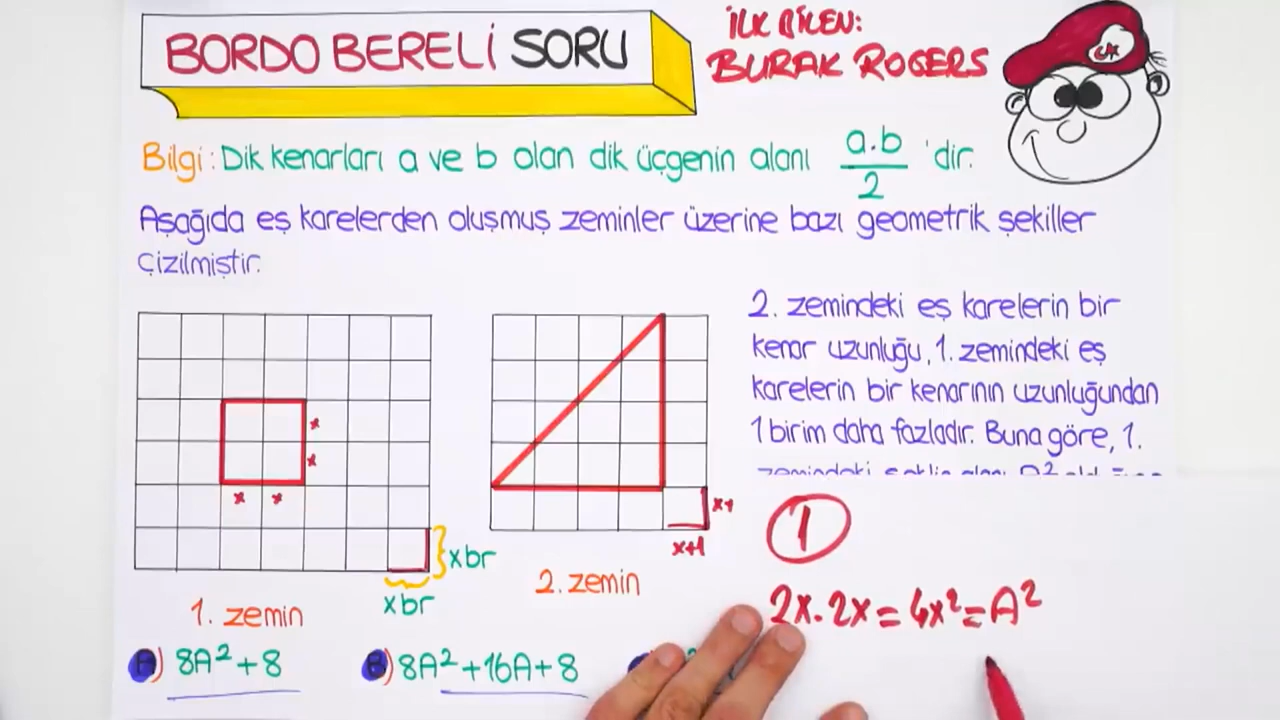 BORDO BERELİ SORU
İLK BİLEN:
BURAK ROGERS
Bilgi: Dik kenarları a ve b olan dik üçgenin alanı a.b/2 'dir.
Aşağıda eş karelerden oluşmuş zeminler üzerine bazı geometrik şekiller
çizilmiştir.
2. zemindeki eş karelerin bir
kenar uzunluğu, 1. zemindeki eş
karelerin bir kenarının uzunluğundan
1 birim daha fazladır. Buna göre, 1.
x
x
x x
x br
x br
1. zemin
x+
x+1
2. zemin
1
2x.2x=4x²=A²
A) 8A²+8
B) 8A²+16A+8